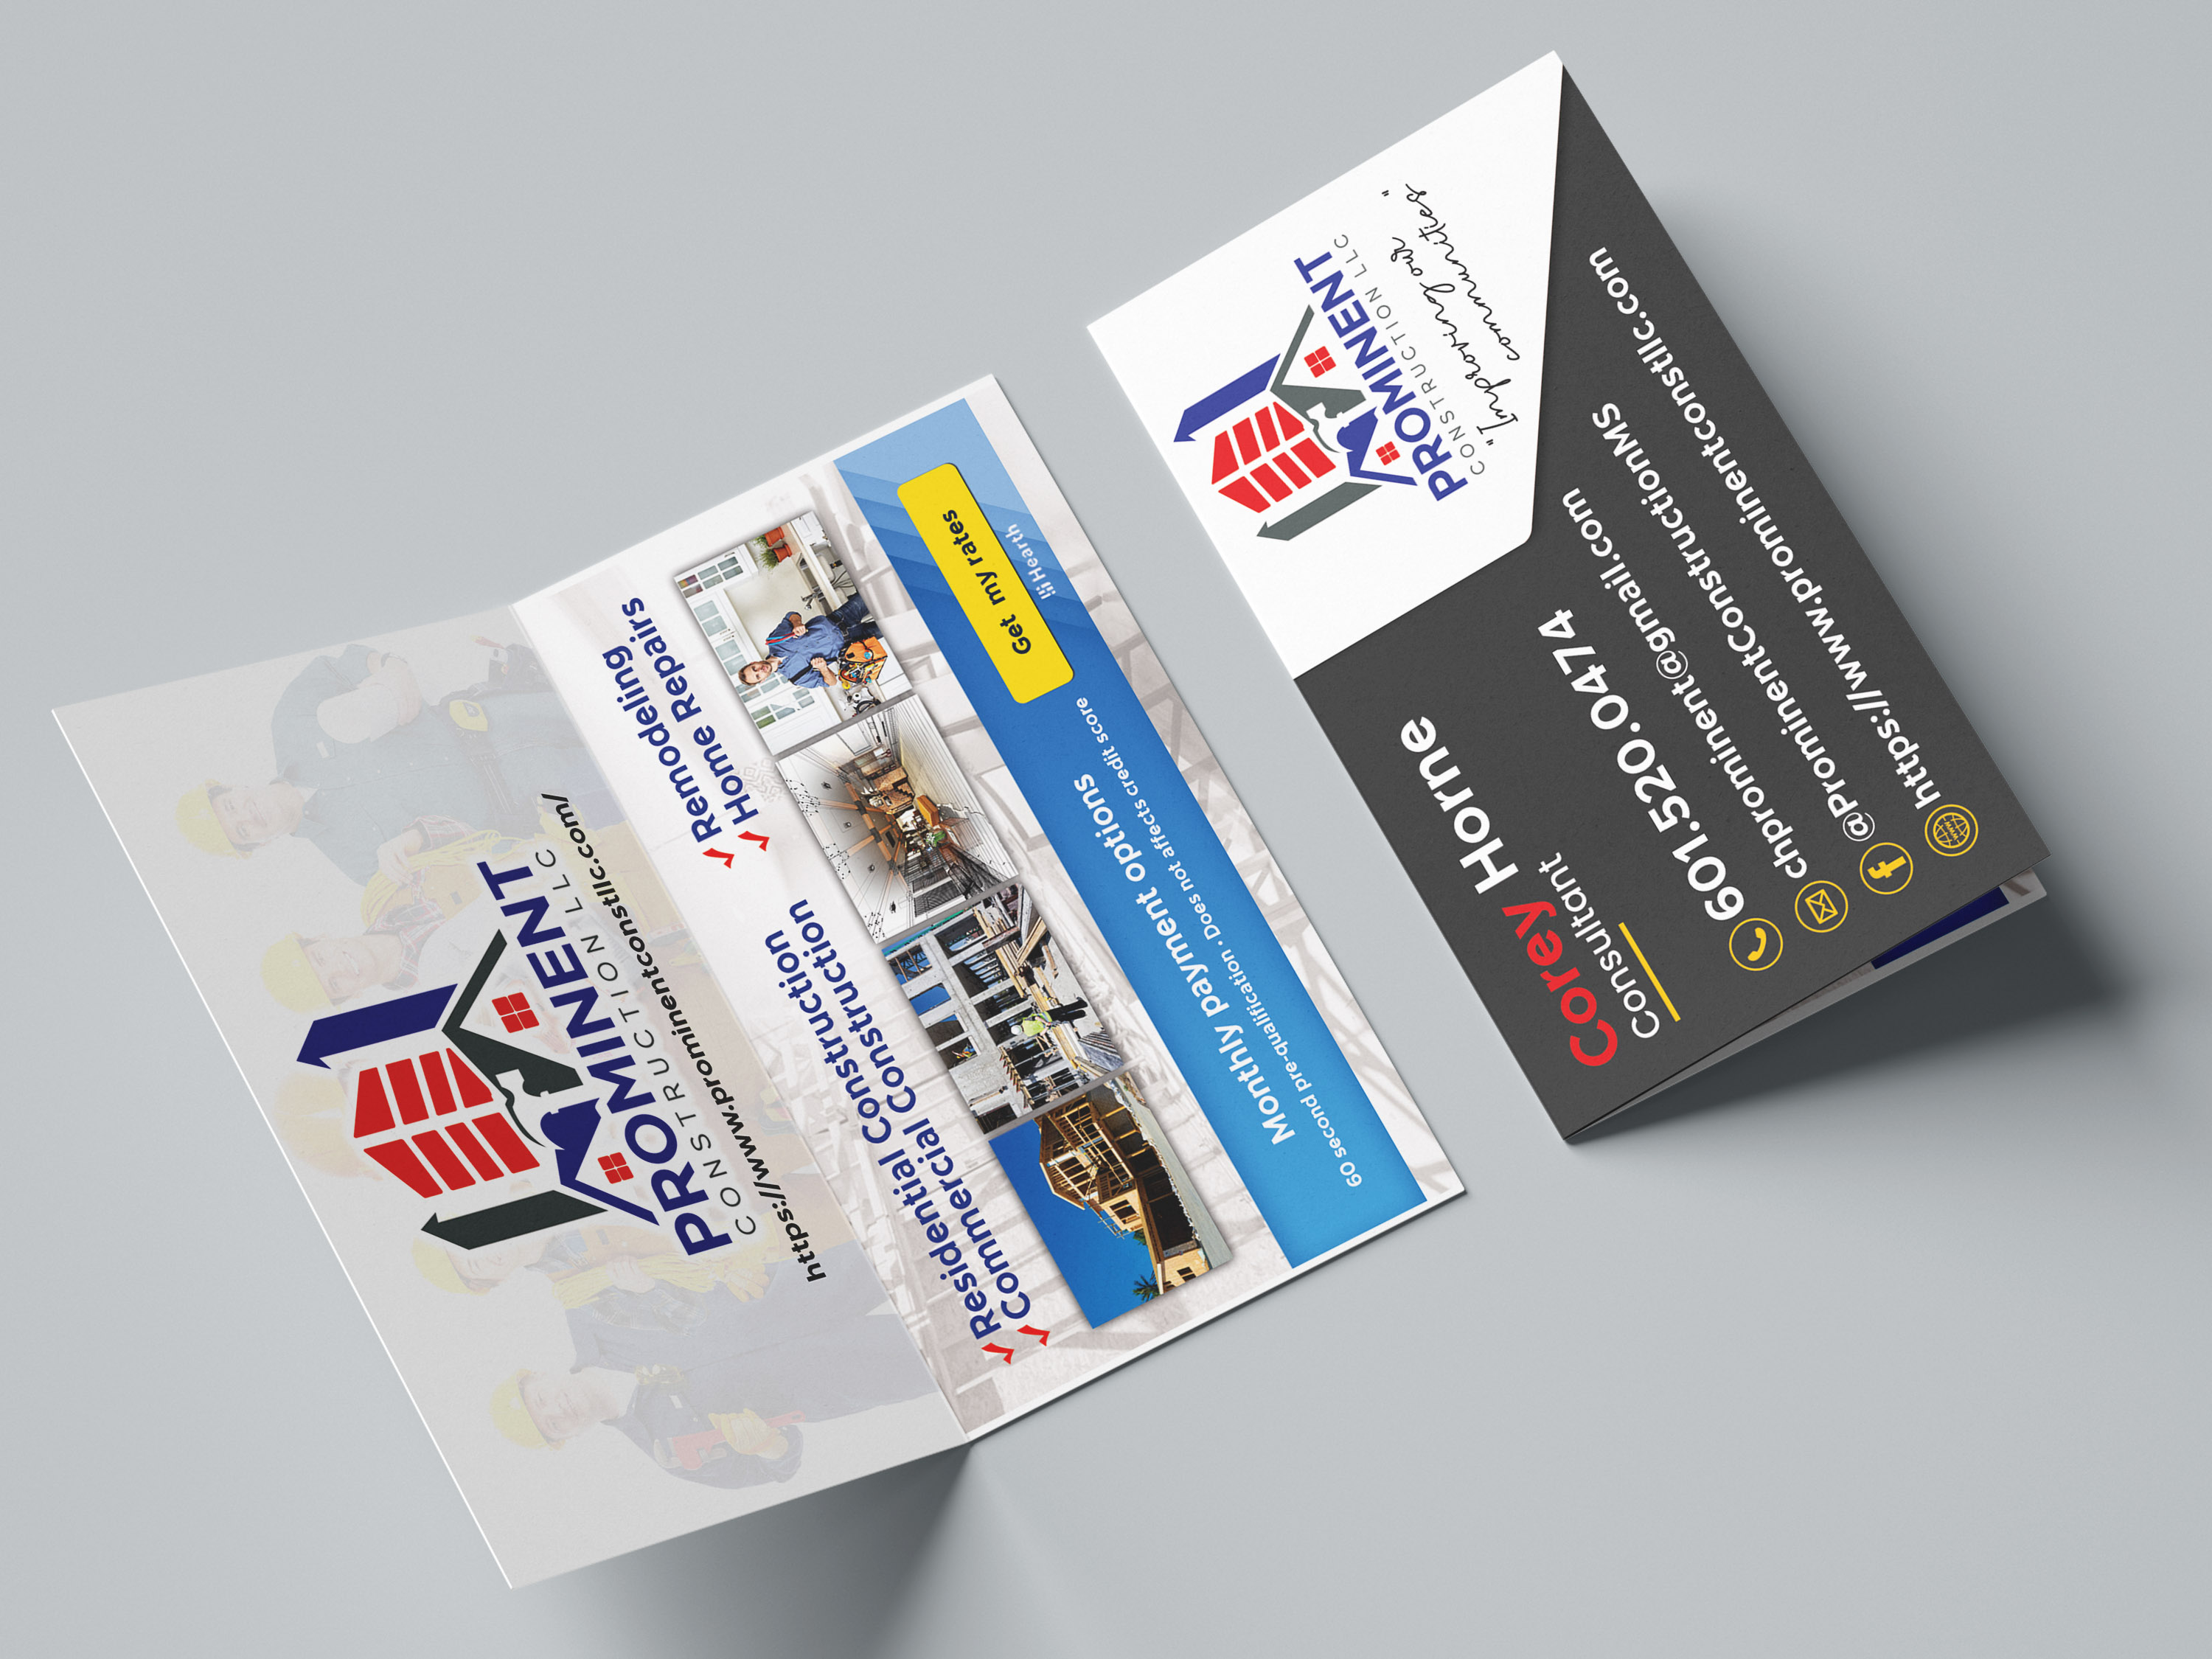 PROMINENT
CONSTRUCTION LLC
https://www.prominentconstllc.com/
Remodeling
Home Repairs
Residential Construction
Commercial Construction
Monthly payment options
60 second pre-qualification · Does not affects credit score
Get my rates
Hearth
PROMINENT
CONSTRUCTION LLC
"Improving our
communities"
Corey Horne
Consultant
601.520.0474
chprominent@gmail.com
@ProminentConstructionMS
https://www.prominentconstllc.com
www